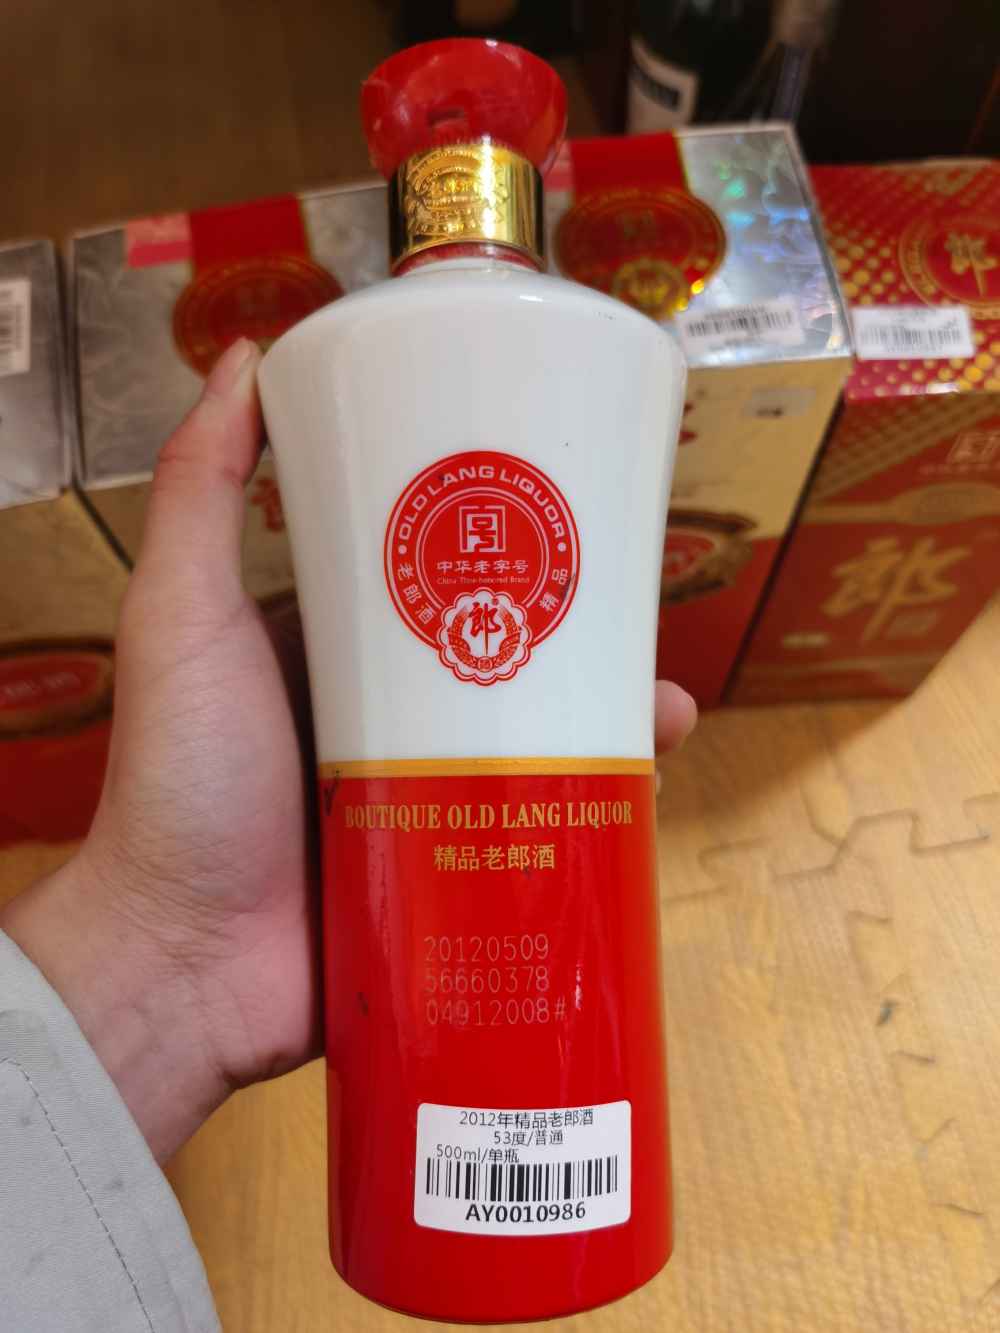 OLD LANG LIQUOR
中华老字号
China Time-honored Brand
老郎酒
精品
郎
BOUTIQUE OLD LANG LIQUOR
精品老郎酒
20120509
56660378
04912008#
2012年精品老郎酒
53度/普通
500ml/单瓶
AY0010986
郎
郎